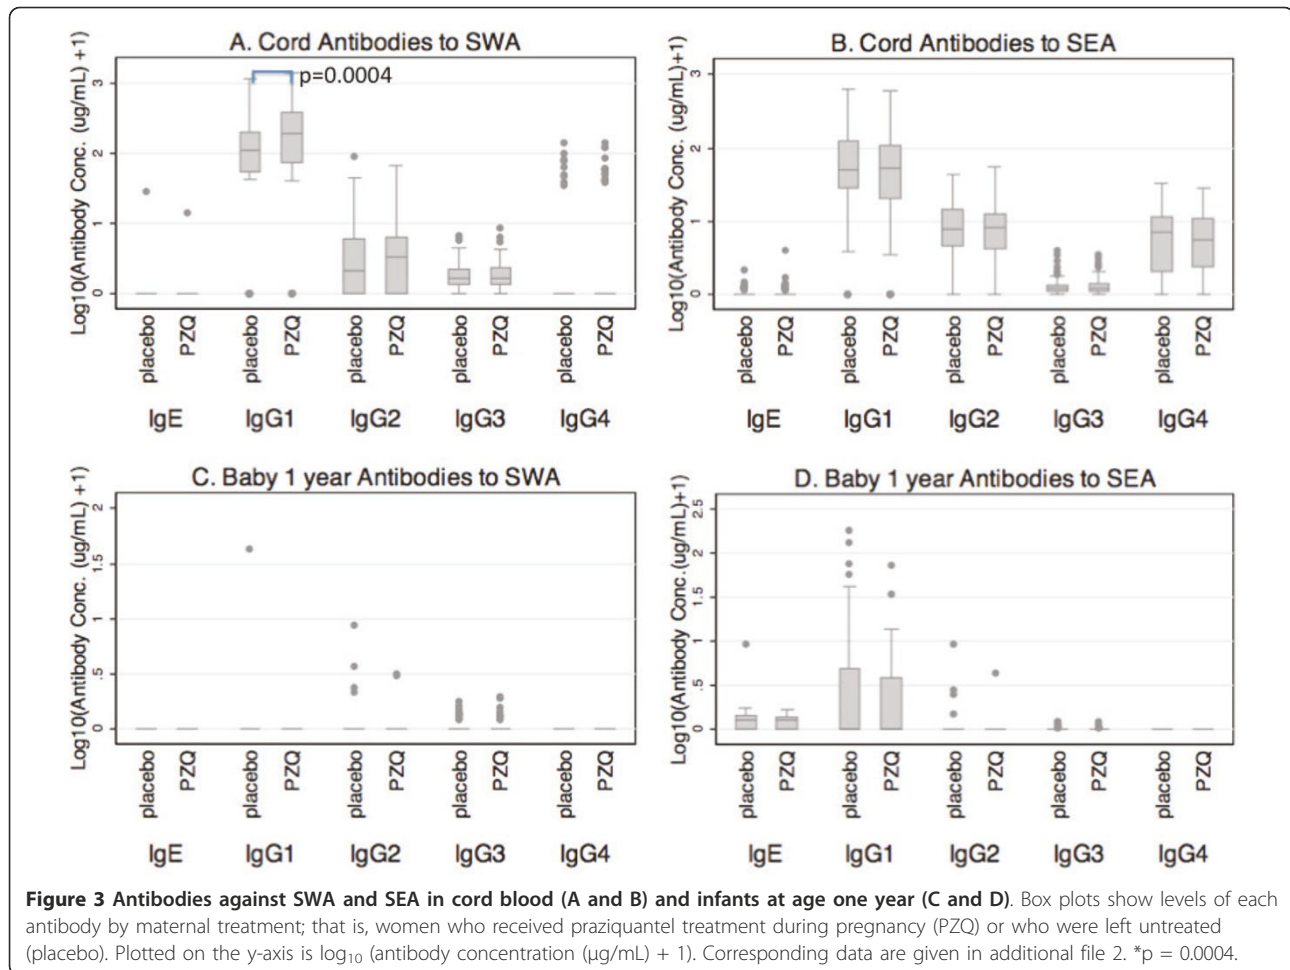 A. Cord Antibodies to SWA
Log10(Antibody Conc. (ug/mL) +1)
3
2
1
0
p=0.0004
placebo PZQ placebo PZQ placebo PZQ placebo PZQ placebo PZQ
IgE IgG1 IgG2 IgG3 IgG4
B. Cord Antibodies to SEA
Log10(Antibody Conc. (ug/mL)+1)
3
2
1
0
placebo PZQ placebo PZQ placebo PZQ placebo PZQ placebo PZQ
IgE IgG1 IgG2 IgG3 IgG4
C. Baby 1 year Antibodies to SWA
Log10(Antibody Conc. (ug/mL) +1)
2
1.5
1
.5
0
placebo PZQ placebo PZQ placebo PZQ placebo PZQ placebo PZQ
IgE IgG1 IgG2 IgG3 IgG4
D. Baby 1 year Antibodies to SEA
Log10(Antibody Conc.(ug/mL)+1)
2.5
2
1.5
1
.5
0
placebo PZQ placebo PZQ placebo PZQ placebo PZQ placebo PZQ
IgE IgG1 IgG2 IgG3 IgG4
Figure 3 Antibodies against SWA and SEA in cord blood (A and B) and infants at age one year (C and D). Box plots show levels of each
antibody by maternal treatment; that is, women who received praziquantel treatment during pregnancy (PZQ) or who were left untreated
(placebo). Plotted on the y-axis is log₁₀ (antibody concentration (μg/mL) + 1). Corresponding data are given in additional file 2. *p = 0.0004.